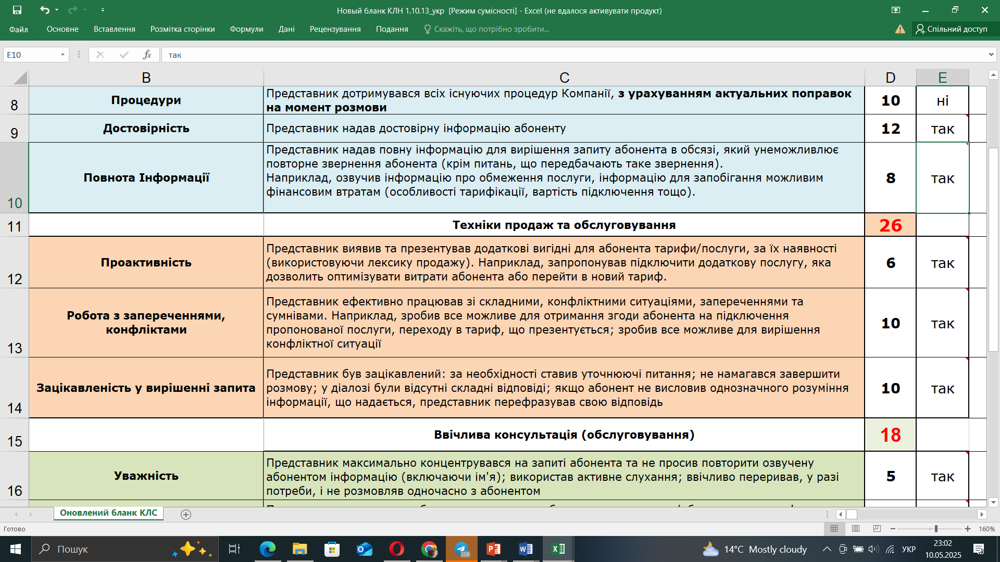 Новый бланк КЛН 1.10.13_укр [Режим сумісності] - Excel (не вдалося активувати продукт)
Файл Основне Вставлення Розмітка сторінки Формули Дані Рецензування Подання Скажіть, що потрібно зробити... Спільний доступ
E10 fx так
B C D E
8 Процедури Представник дотримувався всіх існуючих процедур Компанії, з урахуванням актуальних поправок 10 ні
на момент розмови
9 Достовірність Представник надав достовірну інформацію абоненту 12 так
Представник надав повну інформацію для вирішення запиту абонента в обсязі, який унеможливлює
повторне звернення абонента (крім питань, що передбачають таке звернення).
10 Повнота Інформації Наприклад, озвучив інформацію про обмеження послуги, інформацію для запобігання можливим 8 так
фінансовим втратам (особливості тарифікації, вартість підключення тощо).
11 Техніки продаж та обслуговування 26
Представник виявив та презентував додаткові вигідні для абонента тарифи/послуги, за їх наявності
12 Проактивність (використовуючи лексику продажу). Наприклад, запропонував підключити додаткову послугу, яка 6 так
дозволить оптимізувати витрати абонента або перейти в новий тариф.
Представник ефективно працював зі складними, конфліктними ситуаціями, запереченнями та
13 Робота з запереченнями, сумнівами. Наприклад, зробив все можливе для отримання згоди абонента на підключення 10 так
конфліктами пропонованої послуги, переходу в тариф, що презентується; зробив все можливе для вирішення
конфліктної ситуації
Представник був зацікавлений: за необхідності ставив уточнюючі питання; не намагався завершити
14 Зацікавленість у вирішенні запита розмову; у діалозі були відсутні складні відповіді; якщо абонент не висловив однозначного розуміння 10 так
інформації, що надається, представник перефразував свою відповідь
15 Ввічлива консультація (обслуговування) 18
Представник максимально концентрувався на запиті абонента та не просив повторити озвучену
16 Уважність абонентом інформацію (включаючи ім'я); використав активне слухання; ввічливо переривав, у разі 5 так
потреби, і не розмовляв одночасно з абонентом
Оновлений бланк КЛС
Готово 160%
Пошук 208 14°C Mostly cloudy УКР 23:02
10.05.2025